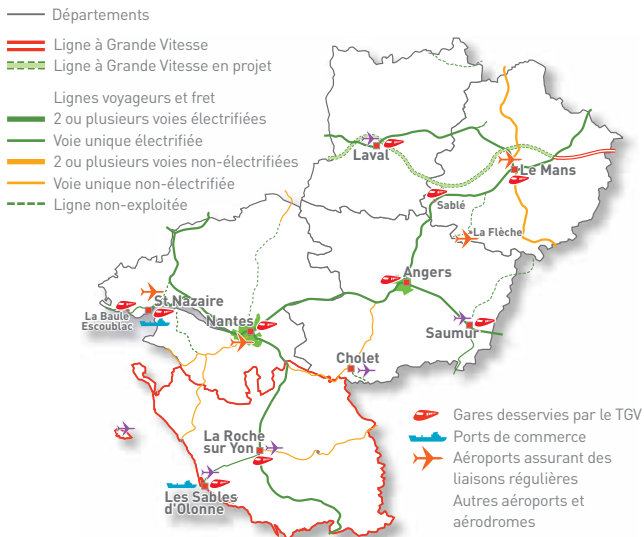 Départements
Ligne à Grande Vitesse
Ligne à Grande Vitesse en projet
Lignes voyageurs et fret
2 ou plusieurs voies électrifiées
Voie unique électrifiée
2 ou plusieurs voies non-électrifiées
Voie unique non-électrifiée
Ligne non-exploitée
Laval
Le Mans
Sablé
La Flèche
Angers
St Nazaire
La Baule
Escoublac
Nantes
Saumur
Cholet
La Roche
sur Yon
Les Sables
d'Olonne
Gares desservies par le TGV
Ports de commerce
Aéroports assurant des
liaisons régulières
Autres aéroports et
aérodromes